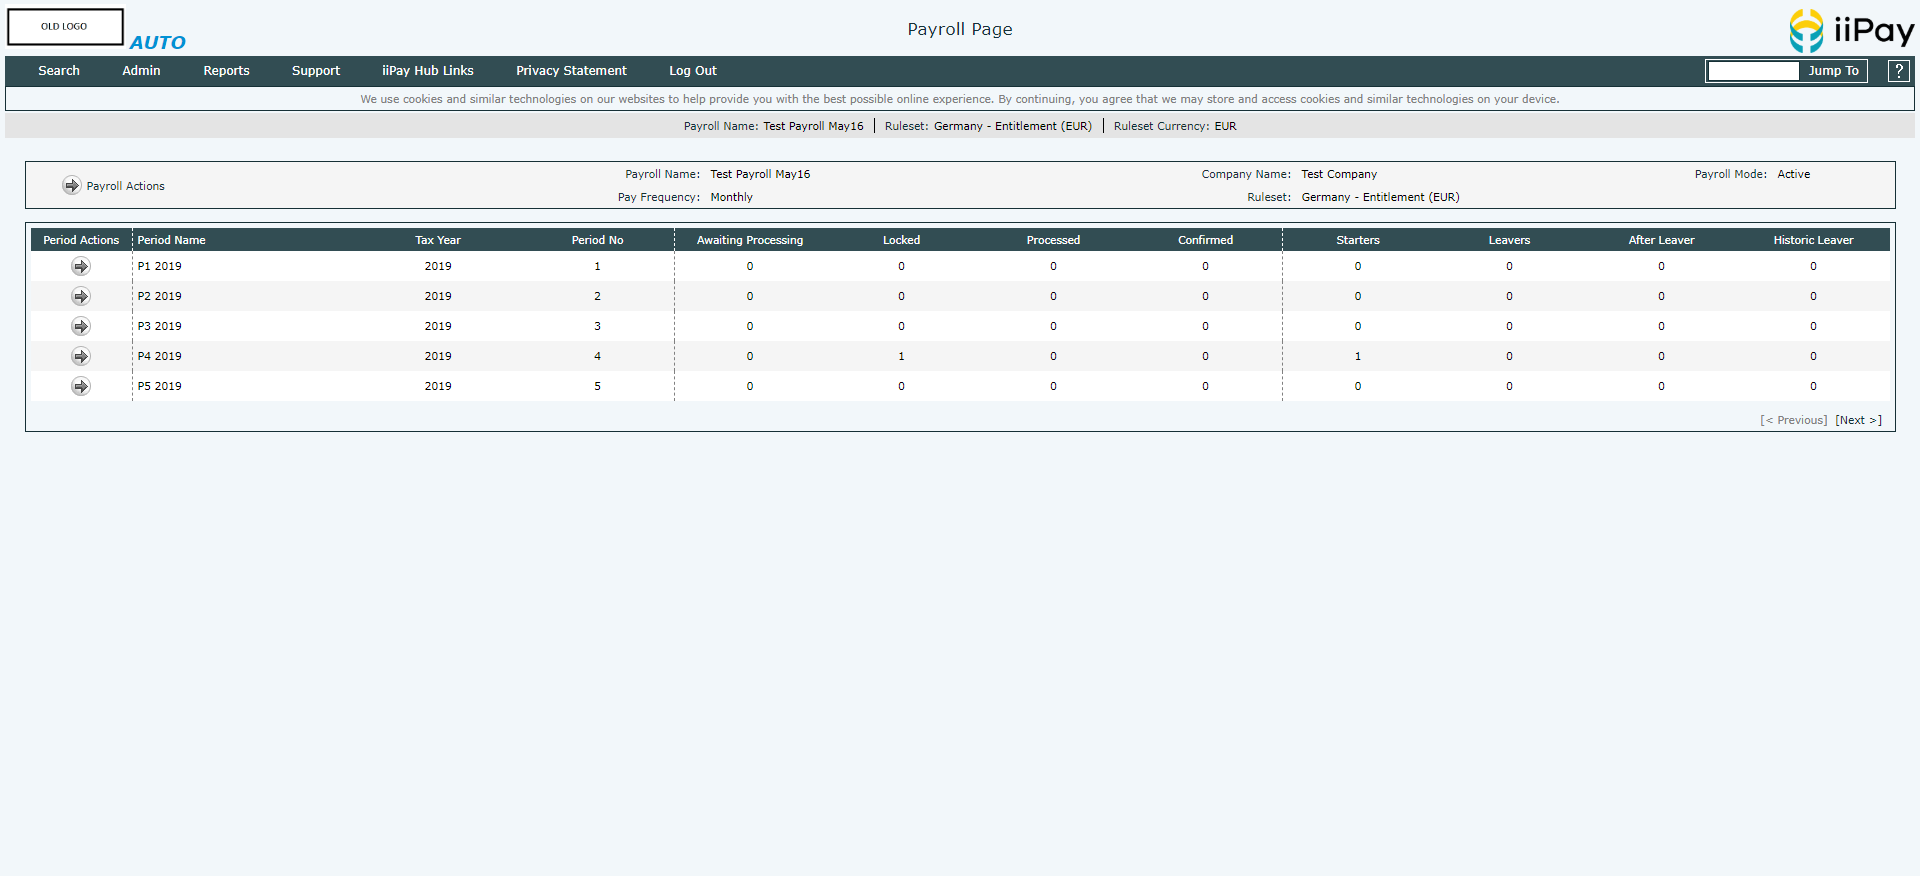 OLD LOGO
AUTO
Payroll Page
iiPay
Search Admin Reports Support iiPay Hub Links Privacy Statement Log Out Jump To ?
We use cookies and similar technologies on our websites to help provide you with the best possible online experience. By continuing, you agree that we may store and access cookies and similar technologies on your device.
Payroll Name: Test Payroll May16 Ruleset: Germany - Entitlement (EUR) Ruleset Currency: EUR
Payroll Actions
Payroll Name: Test Payroll May16 Company Name: Test Company Payroll Mode: Active
Pay Frequency: Monthly Ruleset: Germany - Entitlement (EUR)
Period Actions Period Name Tax Year Period No Awaiting Processing Locked Processed Confirmed Starters Leavers After Leaver Historic Leaver
P1 2019 2019 1 0 0 0 0 0 0 0 0
P2 2019 2019 2 0 0 0 0 0 0 0 0
P3 2019 2019 3 0 0 0 0 0 0 0 0
P4 2019 2019 4 0 1 0 0 1 0 0 0
P5 2019 2019 5 0 0 0 0 0 0 0 0
[< Previous] [Next >]